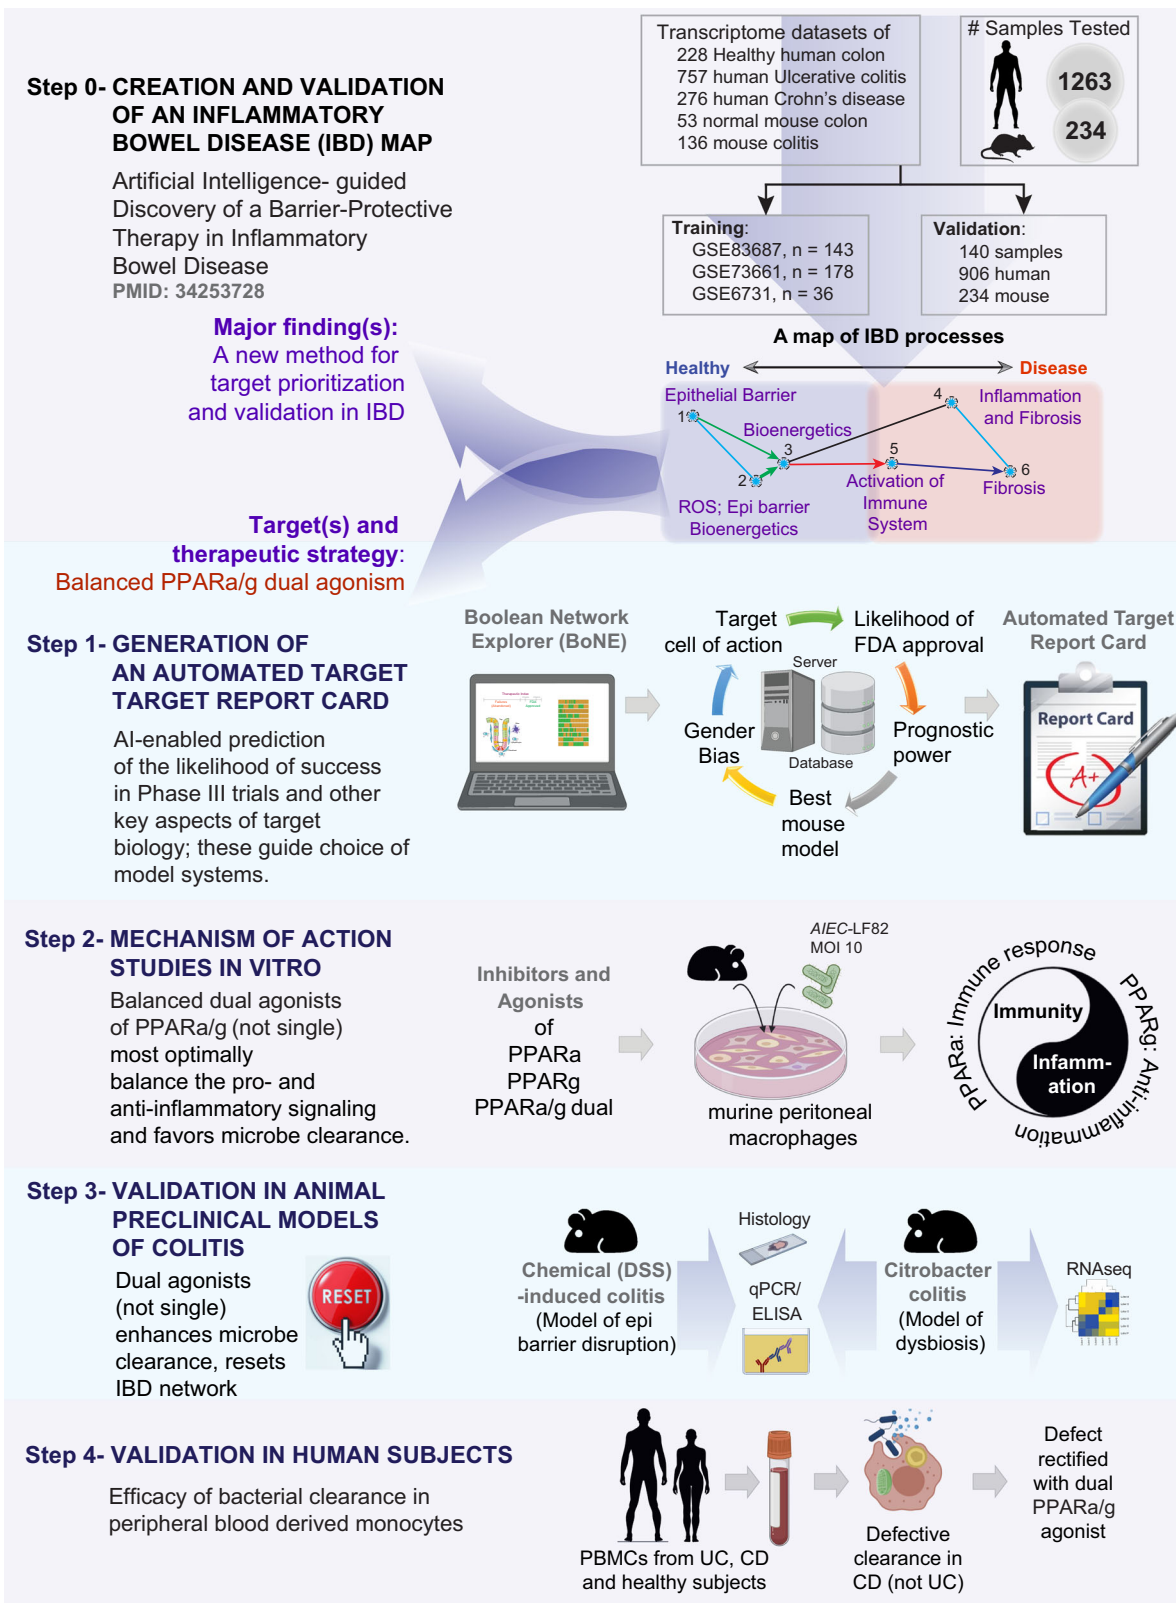 Step 0- CREATION AND VALIDATION
OF AN INFLAMMATORY
BOWEL DISEASE (IBD) MAP
Artificial Intelligence- guided
Discovery of a Barrier-Protective
Therapy in Inflammatory
Bowel Disease
PMID: 34253728
Transcriptome datasets of
228 Healthy human colon
757 human Ulcerative colitis
276 human Crohn's disease
53 normal mouse colon
136 mouse colitis
# Samples Tested
1263
234
Training:
GSE83687, n = 143
GSE73661, n = 178
GSE6731, n = 36
Validation:
140 samples
906 human
234 mouse
Major finding(s):
A new method for
target prioritization
and validation in IBD
A map of IBD processes
Healthy
Disease
Epithelial Barrier
1
Bioenergetics
3
2
ROS; Epi barrier
Bioenergetics
4
Inflammation
and Fibrosis
5
Activation of
Immune
System
6
Fibrosis
Target(s) and
therapeutic strategy:
Balanced PPARa/g dual agonism
Step 1- GENERATION OF
AN AUTOMATED TARGET
TARGET REPORT CARD
AI-enabled prediction
of the likelihood of success
in Phase III trials and other
key aspects of target
biology; these guide choice of
model systems.
Boolean Network
Explorer (BoNE)
Target
cell of action
Likelihood of
FDA approval
Server
Database
Gender
Bias
Prognostic
power
Best
mouse
model
Automated Target
Report Card
Report Card
A+
Step 2- MECHANISM OF ACTION
STUDIES IN VITRO
Balanced dual agonists
of PPARa/g (not single)
most optimally
balance the pro- and
anti-inflammatory signaling
and favors microbe clearance.
Inhibitors and
Agonists
of
PPARa
PPARg
PPARa/g dual
AIEC-LF82
MOI 10
murine peritoneal
macrophages
PPARa: Immune response
PPARg: Anti-inflammation
Immunity
Infamm-
ation
Step 3- VALIDATION IN ANIMAL
PRECLINICAL MODELS
OF COLITIS
Dual agonists
(not single)
enhances microbe
clearance, resets
IBD network
RESET
Chemical (DSS)
-induced colitis
(Model of epi
barrier disruption)
Histology
qPCR/
ELISA
Citrobacter
colitis
(Model of
dysbiosis)
RNAseq
Step 4- VALIDATION IN HUMAN SUBJECTS
Efficacy of bacterial clearance in
peripheral blood derived monocytes
PBMCs from UC, CD
and healthy subjects
Defective
clearance in
CD (not UC)
Defect
rectified
with dual
PPARa/g
agonist